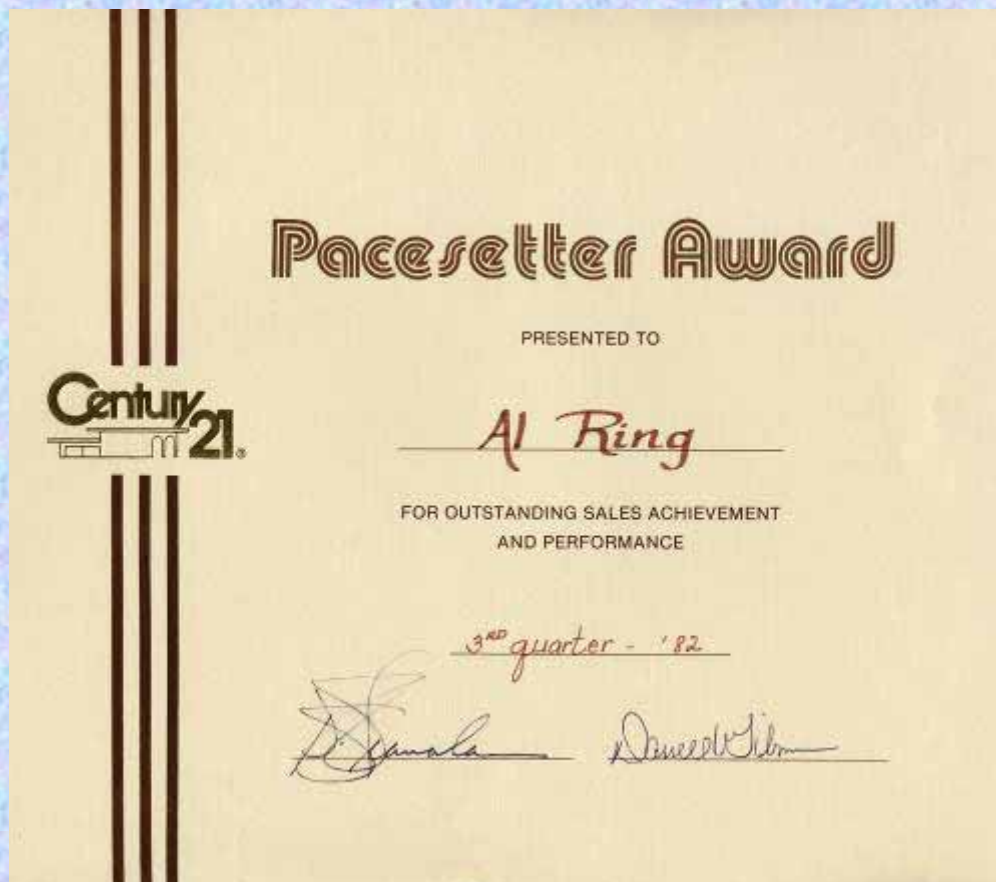 Pacesetter Award
PRESENTED TO
Century 21®
Al Ring
FOR OUTSTANDING SALES ACHIEVEMENT
AND PERFORMANCE
3RD quarter - '82